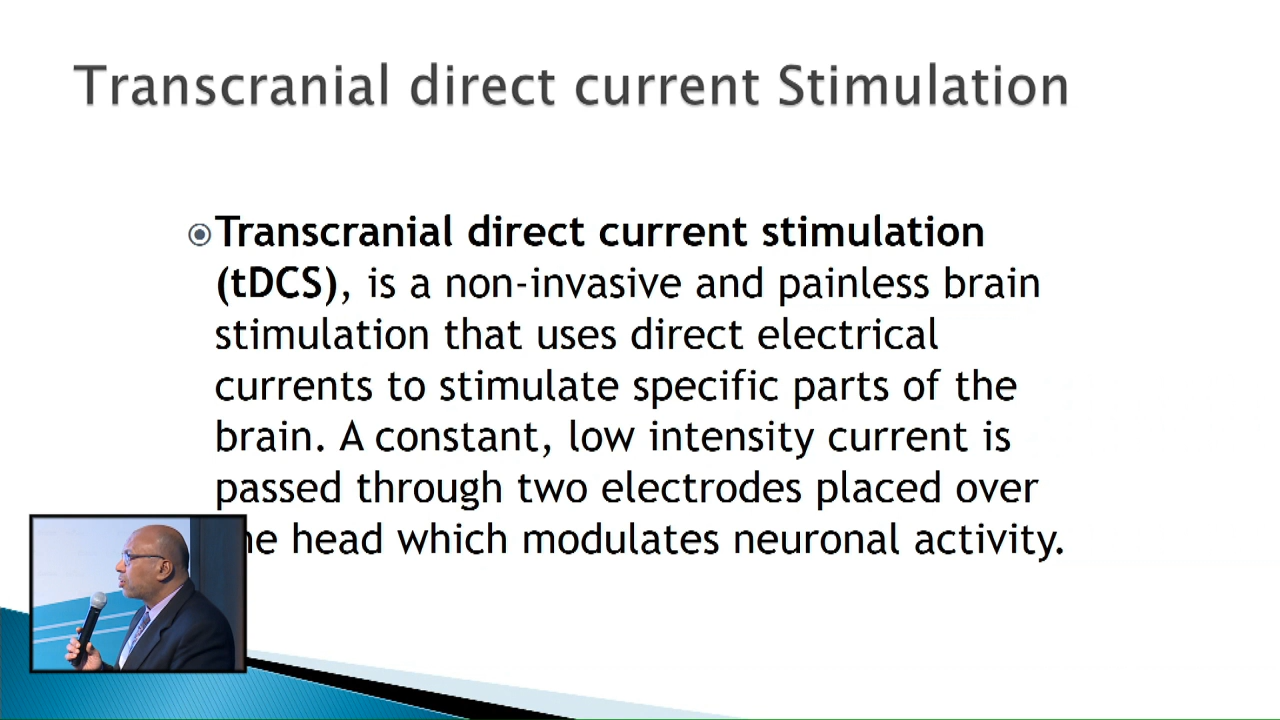 Transcranial direct current Stimulation
Transcranial direct current stimulation
(tDCS), is a non-invasive and painless brain
stimulation that uses direct electrical
currents to stimulate specific parts of the
brain. A constant, low intensity current is
passed through two electrodes placed over
he head which modulates neuronal activity.